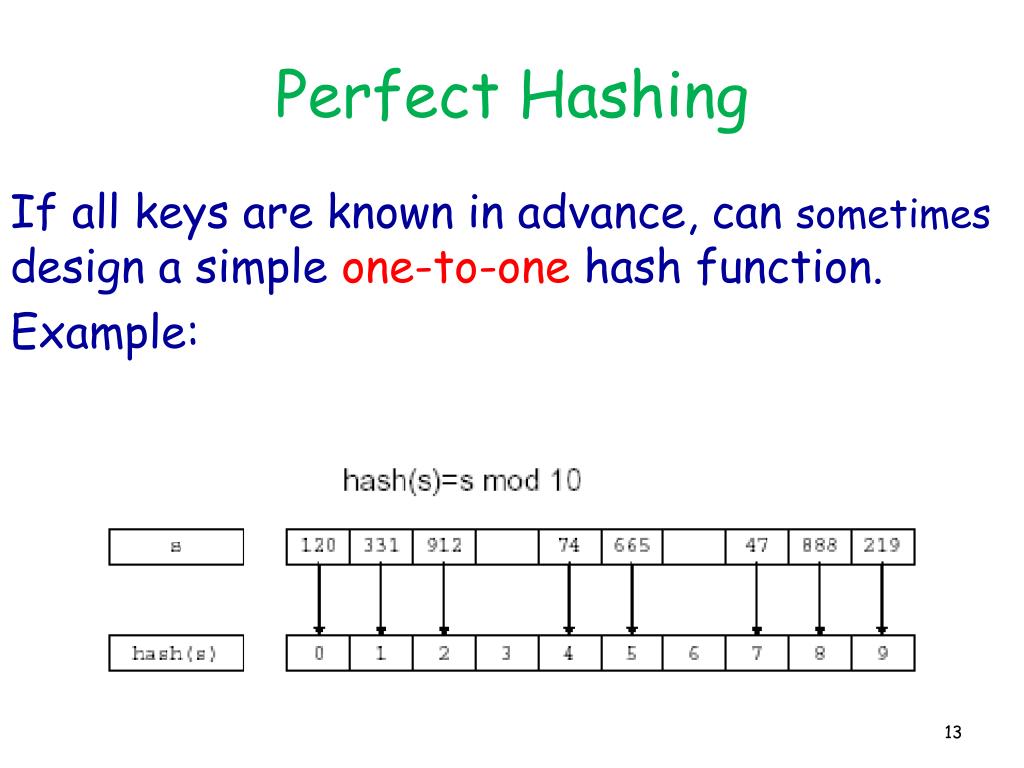 Perfect Hashing
If all keys are known in advance, can sometimes
design a simple one-to-one hash function.
Example:
hash(s)=s mod 10
s 120 331 912 74 665 47 888 219
hash(s) 0 1 2 3 4 5 6 7 8 9
13